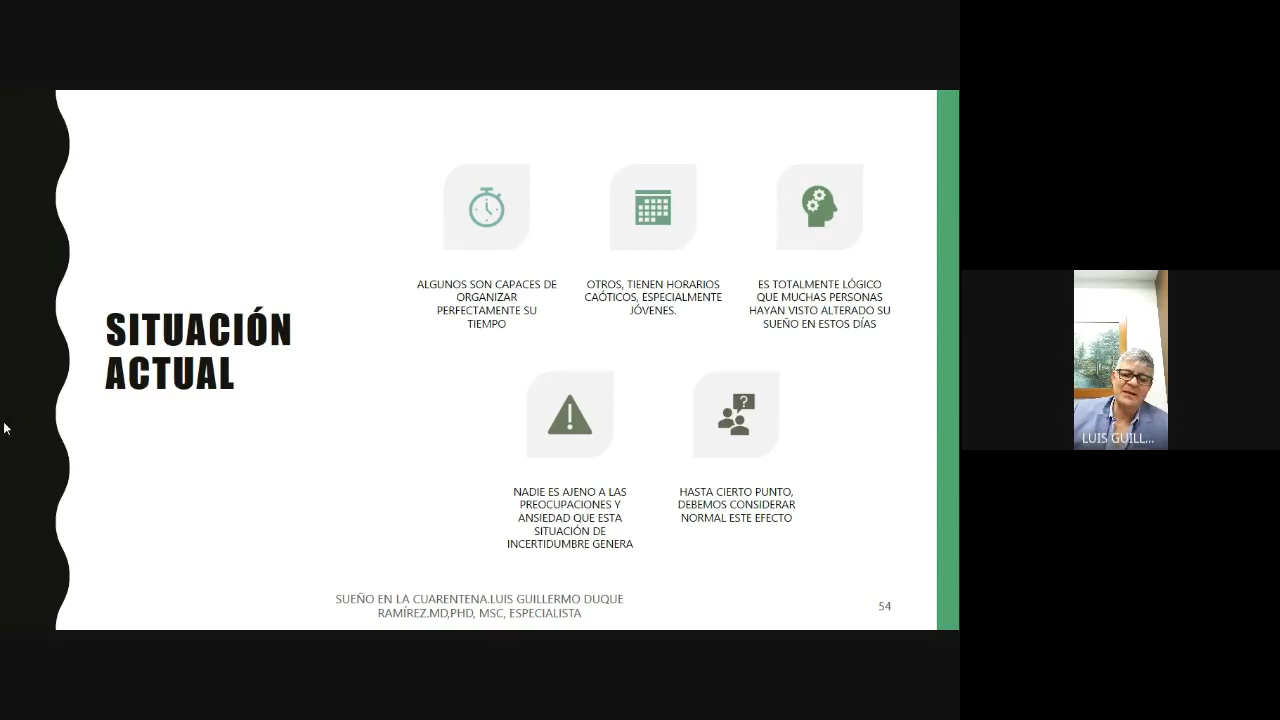 SITUACIÓN
ACTUAL
ALGUNOS SON CAPACES DE
ORGANIZAR
PERFECTAMENTE SU
TIEMPO
OTROS, TIENEN HORARIOS
CAÓTICOS, ESPECIALMENTE
JÓVENES.
ES TOTALMENTE LÓGICO
QUE MUCHAS PERSONAS
HAYAN VISTO ALTERADO SU
SUEÑO EN ESTOS DÍAS
NADIE ES AJENO A LAS
PREOCUPACIONES Y
ANSIEDAD QUE ESTA
SITUACIÓN DE
INCERTIDUMBRE GENERA
?
HASTA CIERTO PUNTO,
DEBEMOS CONSIDERAR
NORMAL ESTE EFECTO
SUEÑO EN LA CUARENTENA.LUIS GUILLERMO DUQUE
RAMÍREZ.MD,PHD, MSC, ESPECIALISTA
54
LUIS GUILL...